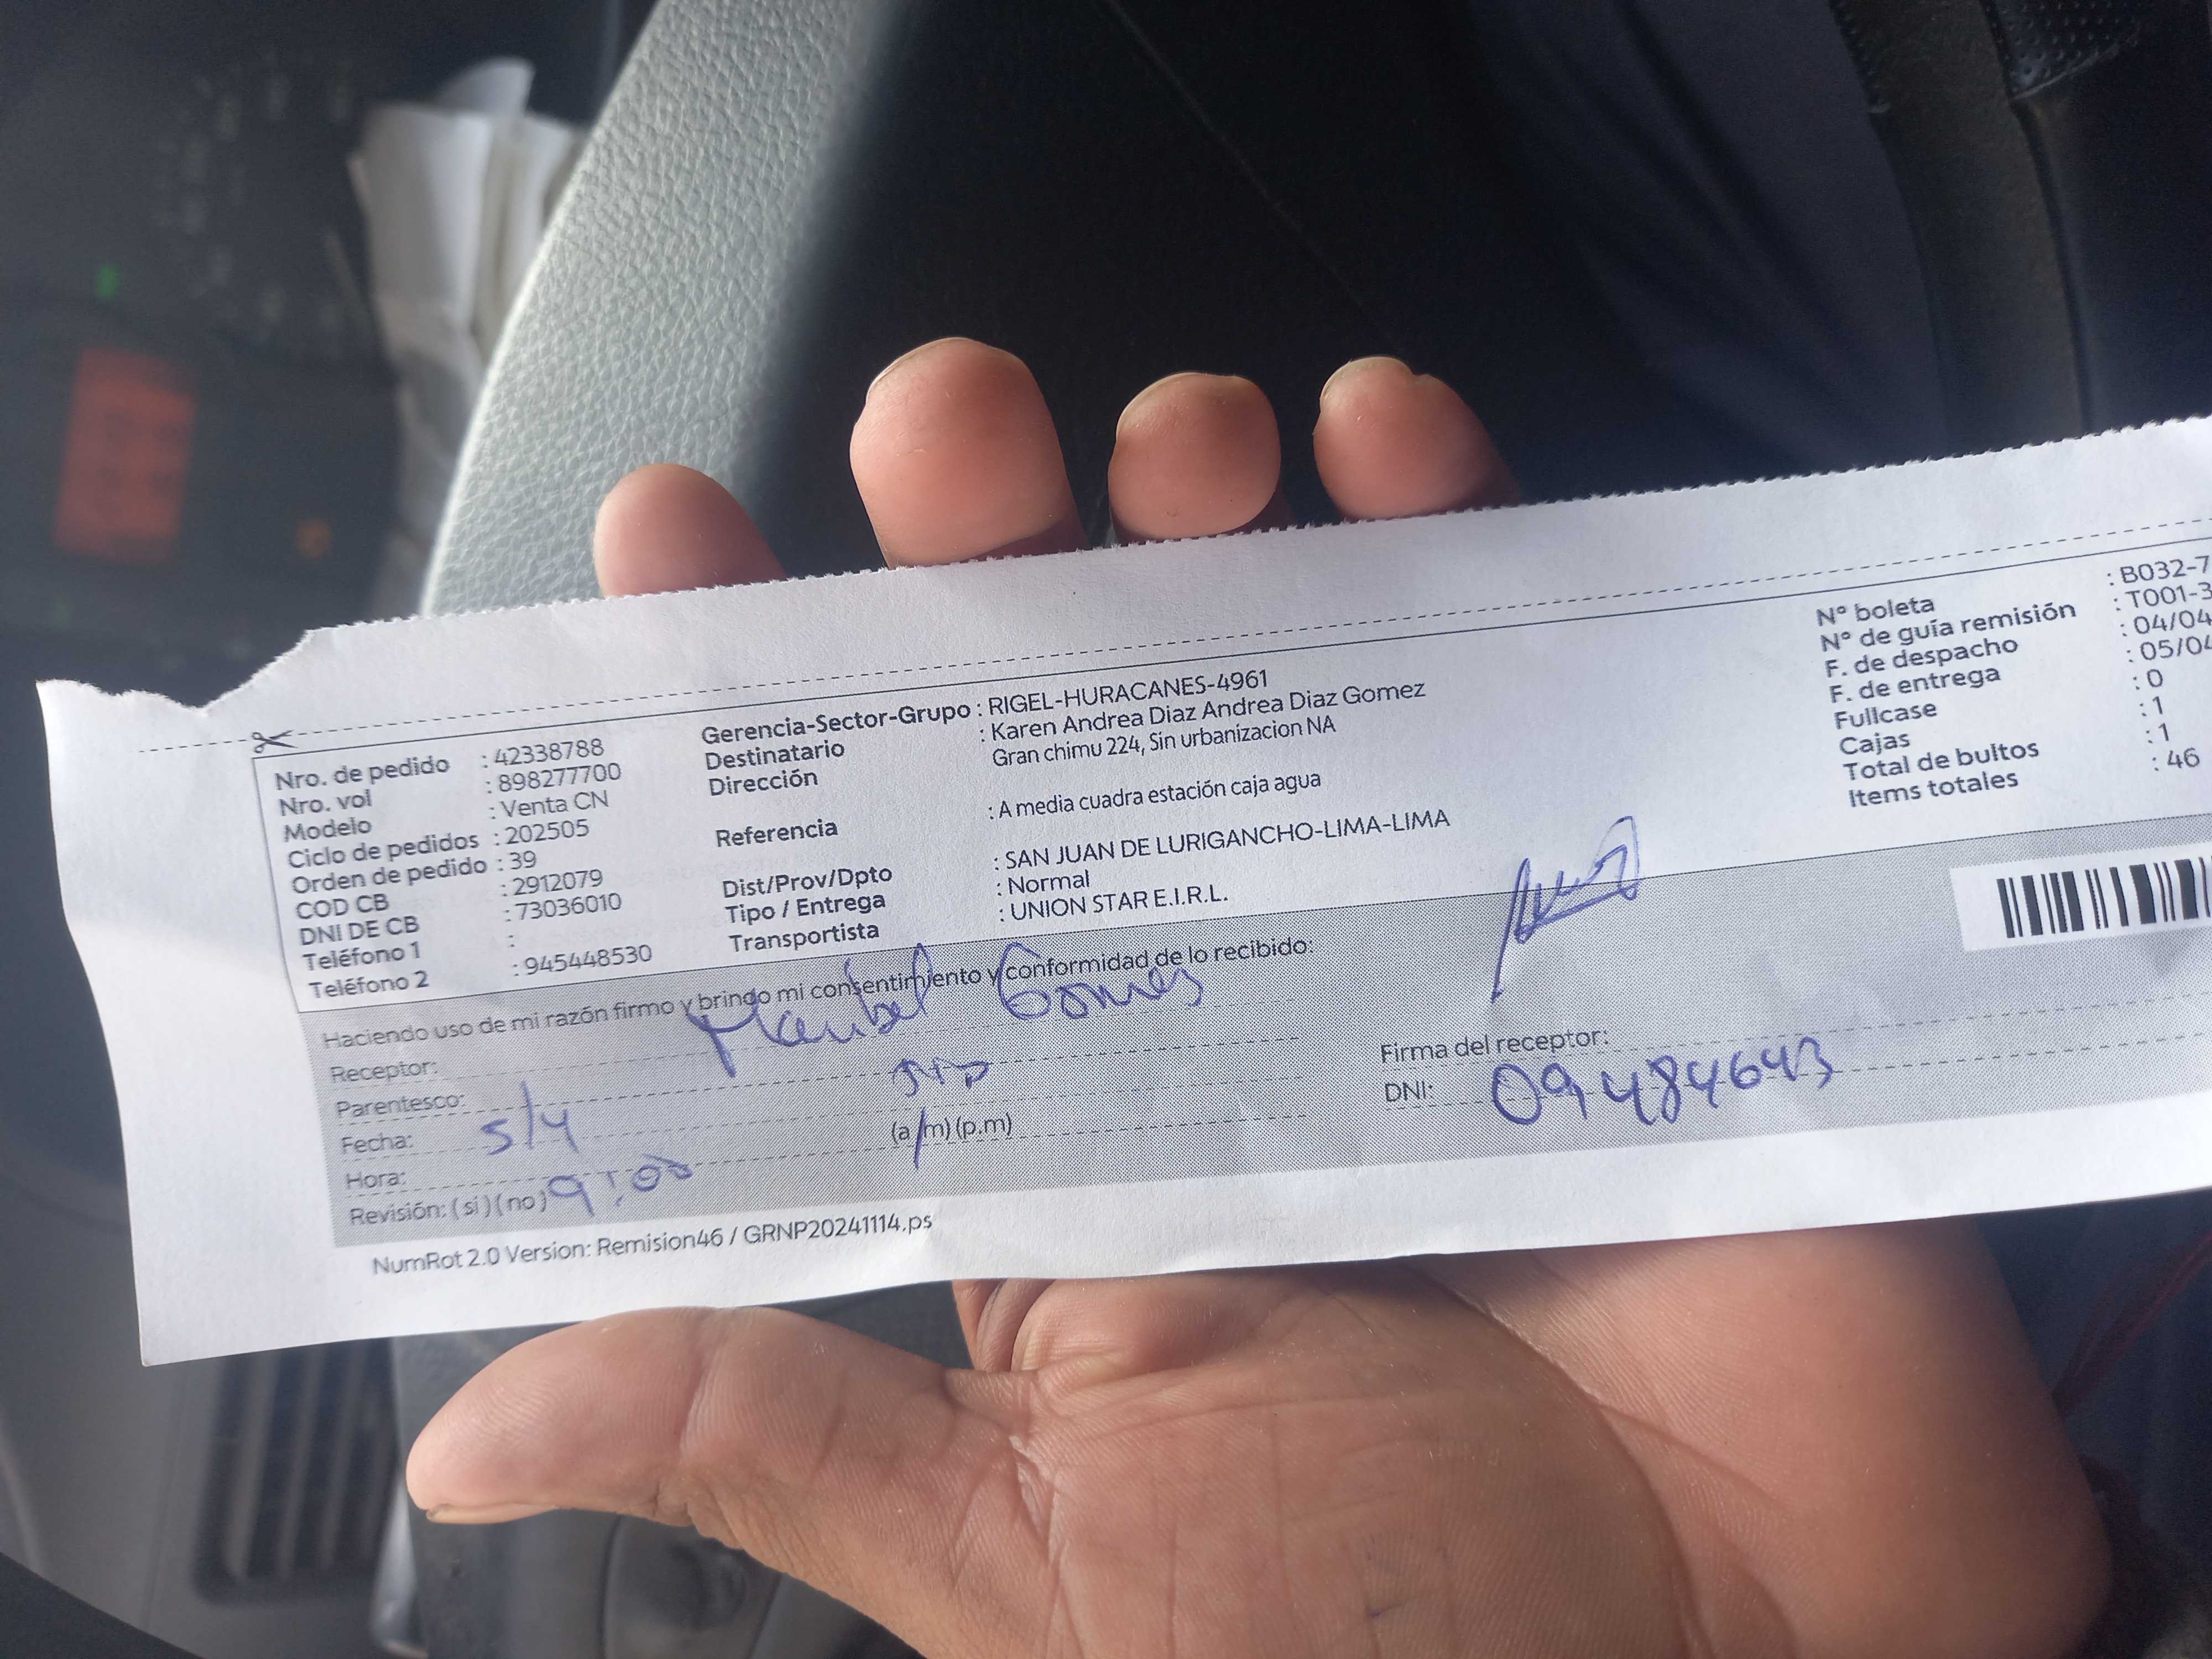 Nro. de pedido : 42338788
Nro. vol : 898277700
Modelo : Venta CN
Ciclo de pedidos : 202505
Orden de pedido : 39
COD CB : 2912079
DNI DE CB : 73036010
Teléfono 1 :
Teléfono 2 : 945448530
Gerencia-Sector-Grupo : RIGEL-HURACANES-4961
Destinatario : Karen Andrea Diaz Andrea Diaz Gomez
Dirección Gran chimu 224, Sin urbanizacion NA
Referencia : A media cuadra estación caja agua
Dist/Prov/Dpto : SAN JUAN DE LURIGANCHO-LIMA-LIMA
Tipo / Entrega : Normal
Transportista : UNION STAR E.I.R.L.
N° boleta : B032-7
N° de guía remisión : T001-3
F. de despacho : 04/04
F. de entrega : 05/04
Fullcase : 0
Cajas : 1
Total de bultos : 1
Items totales : 46
Haciendo uso de mi razón firmo y brindo mi consentimiento y conformidad de lo recibido:
Receptor: Maribel Gomes
Parentesco:
Fecha: 5/4
Hora: 9:00 (a/m) (p.m)
Revisión: (si) (no)
Firma del receptor:
DNI: 09484643
NumRot 2.0 Version: Remision46 / GRNP20241114.ps